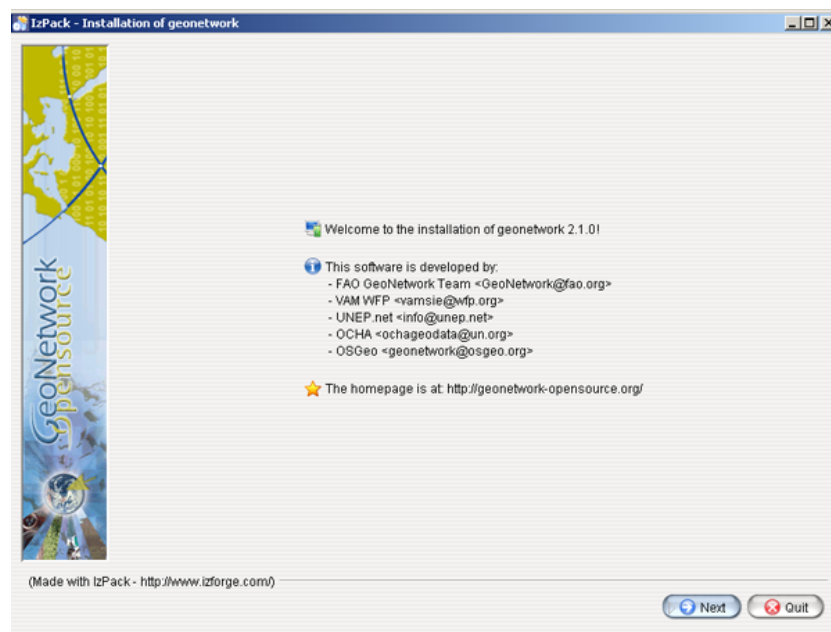 IzPack - Installation of geonetwork
GeoNetwork
Opensource
Welcome to the installation of geonetwork 2.1.0!
This software is developed by:
- FAO GeoNetwork Team <GeoNetwork@fao.org>
- VAM WFP <vamsie@wfp.org>
- UNEP.net <info@unep.net>
- OCHA <ochageodata@un.org>
- OSGeo <geonetwork@osgeo.org>
The homepage is at: http://geonetwork-opensource.org/
(Made with IzPack - http://www.izforge.com/)
Next
Quit